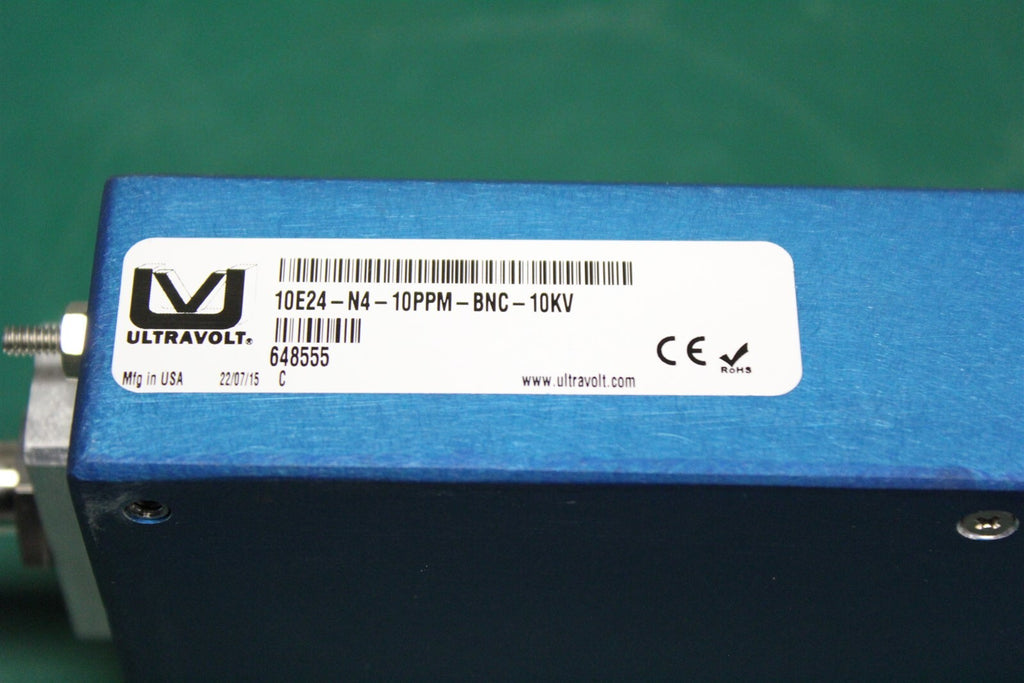 10E24-N4-10PPM-BNC-10KV
ULTRAVOLT®
648555
CE
RoHS
Mfg in USA 22/07/15 C www.ultravolt.com